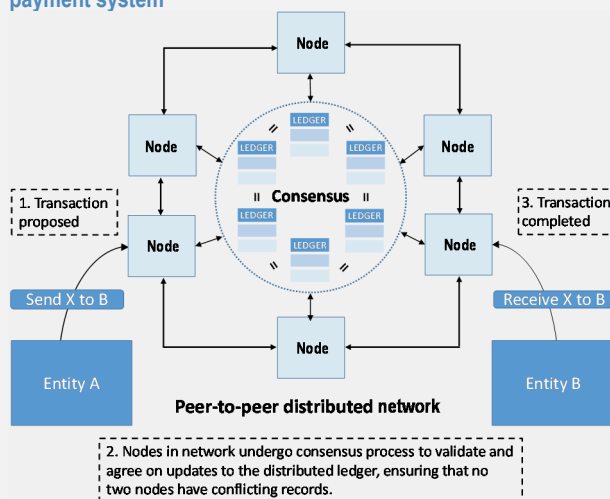 payment system
Node
Node
Node
LEDGER
LEDGER
LEDGER
=
=
Consensus
=
=
1. Transaction
proposed
3. Transaction
completed
Node
Node
LEDGER
LEDGER
LEDGER
=
=
Send X to B
Receive X to B
Node
Entity A
Entity B
Peer-to-peer distributed network
2. Nodes in network undergo consensus process to validate and
agree on updates to the distributed ledger, ensuring that no
two nodes have conflicting records.